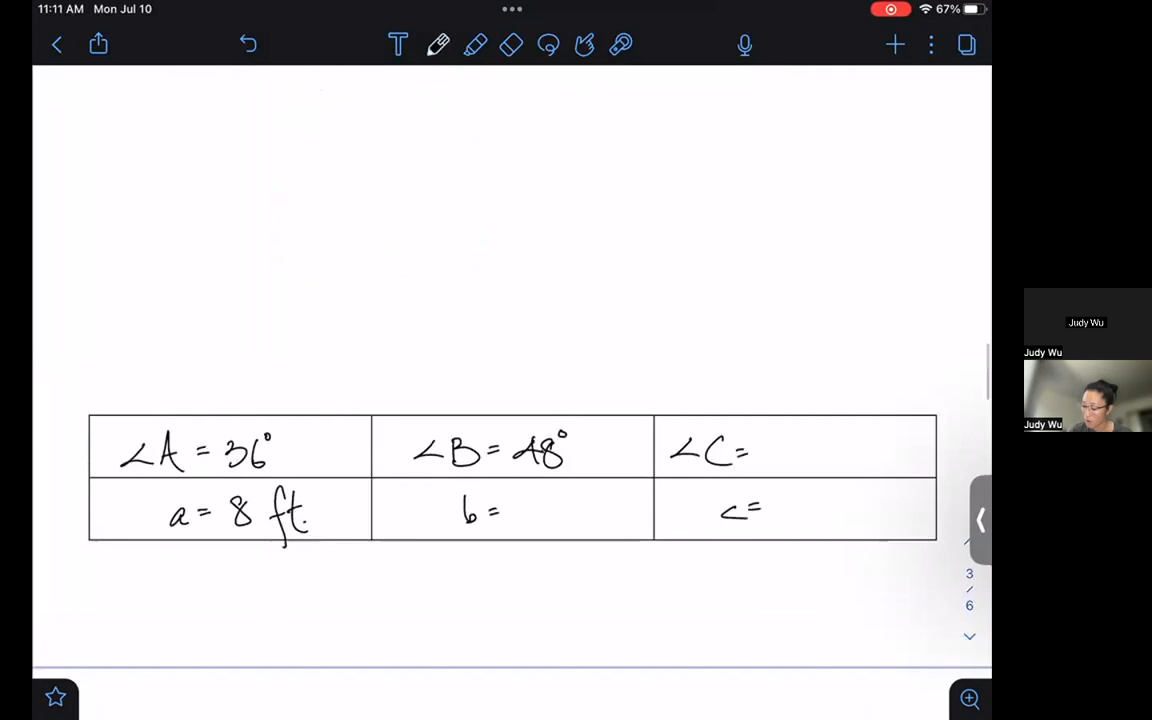 11:11 AM Mon Jul 10
67%
T
Judy Wu
Judy Wu
Judy Wu
∠A = 36° ∠B = 48° ∠C =
a = 8 ft. b = c =
3
/
6